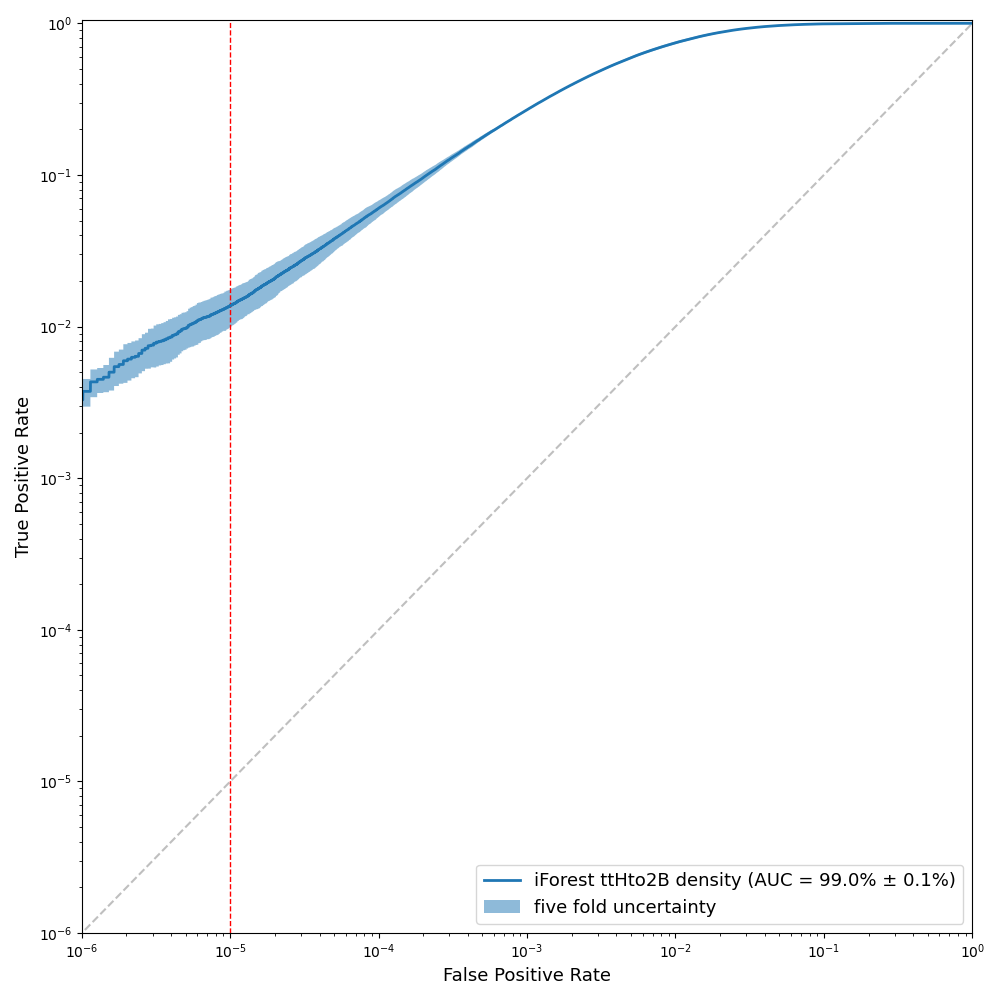 10⁰
10⁻¹
10⁻²
10⁻³
10⁻⁴
10⁻⁵
10⁻⁶
True Positive Rate
iForest ttHto2B density (AUC = 99.0% ± 0.1%)
five fold uncertainty
10⁻⁶ 10⁻⁵ 10⁻⁴ 10⁻³ 10⁻² 10⁻¹ 10⁰
False Positive Rate